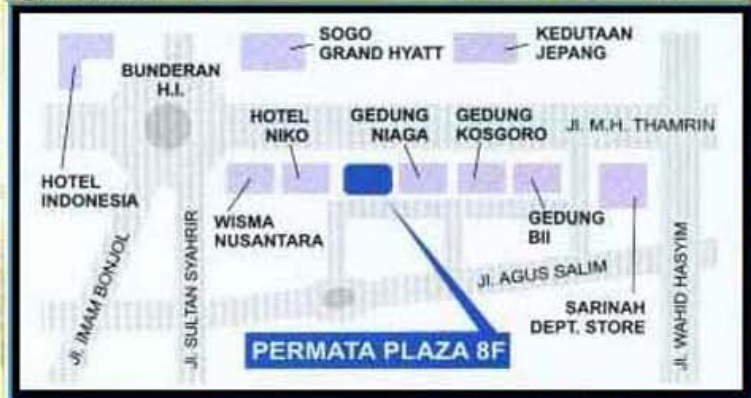 SOGO
GRAND HYATT
KEDUTAAN
JEPANG
BUNDERAN
H.I.
HOTEL
NIKO
GEDUNG
NIAGA
GEDUNG
KOSGORO
Jl. M.H. THAMRIN
HOTEL
INDONESIA
WISMA
NUSANTARA
GEDUNG
BII
Jl. IMAM BONJOL
Jl. SULTAN SYAHRIR
Jl. AGUS SALIM
SARINAH
DEPT. STORE
Jl. WAHID HASYIM
PERMATA PLAZA 8F